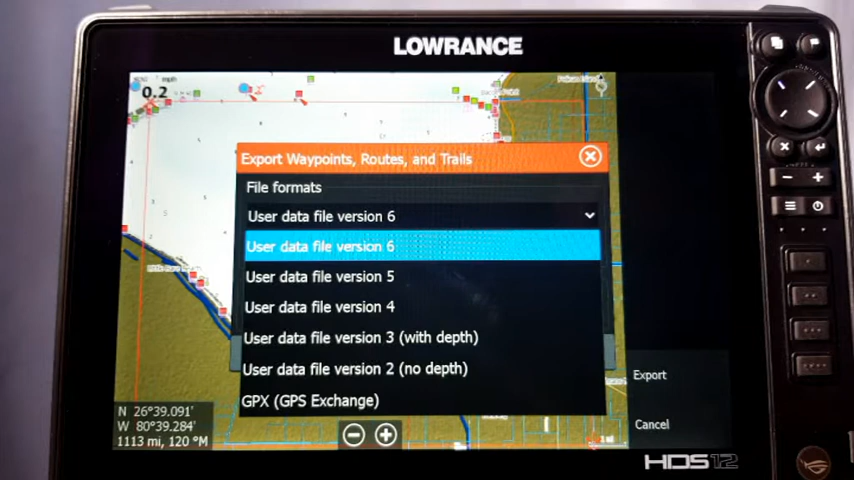 LOWRANCE
mph
0.2
Export Waypoints, Routes, and Trails
File formats
User data file version 6
User data file version 6
User data file version 5
User data file version 4
User data file version 3 (with depth)
User data file version 2 (no depth)
GPX (GPS Exchange)
Export
Cancel
N 26°39.091'
W 80°39.284'
1113 mi, 120 °M
HDS12